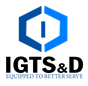 IGTS&D
EQUIPPED TO BETTER SERVE